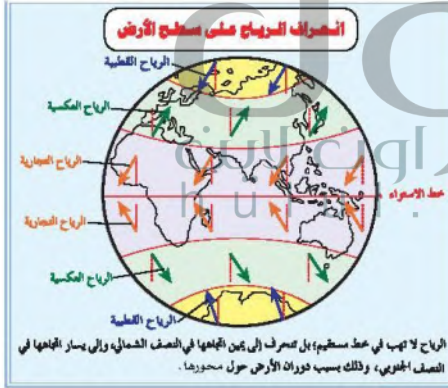 انحراف الرياح على سطح الأرض
الرياح القطبية
الرياح العكسية
الرياح التجارية
خط الاستواء
الرياح التجارية
الرياح العكسية
الرياح القطبية
الرياح لا تهب في خط مستقيم؛ بل تنحرف إلى يمين اتجاهها في النصف الشمالي، وإلى يسار اتجاهها في
النصف الجنوبي، وذلك بسبب دوران الأرض حول محورها.
اون لاين